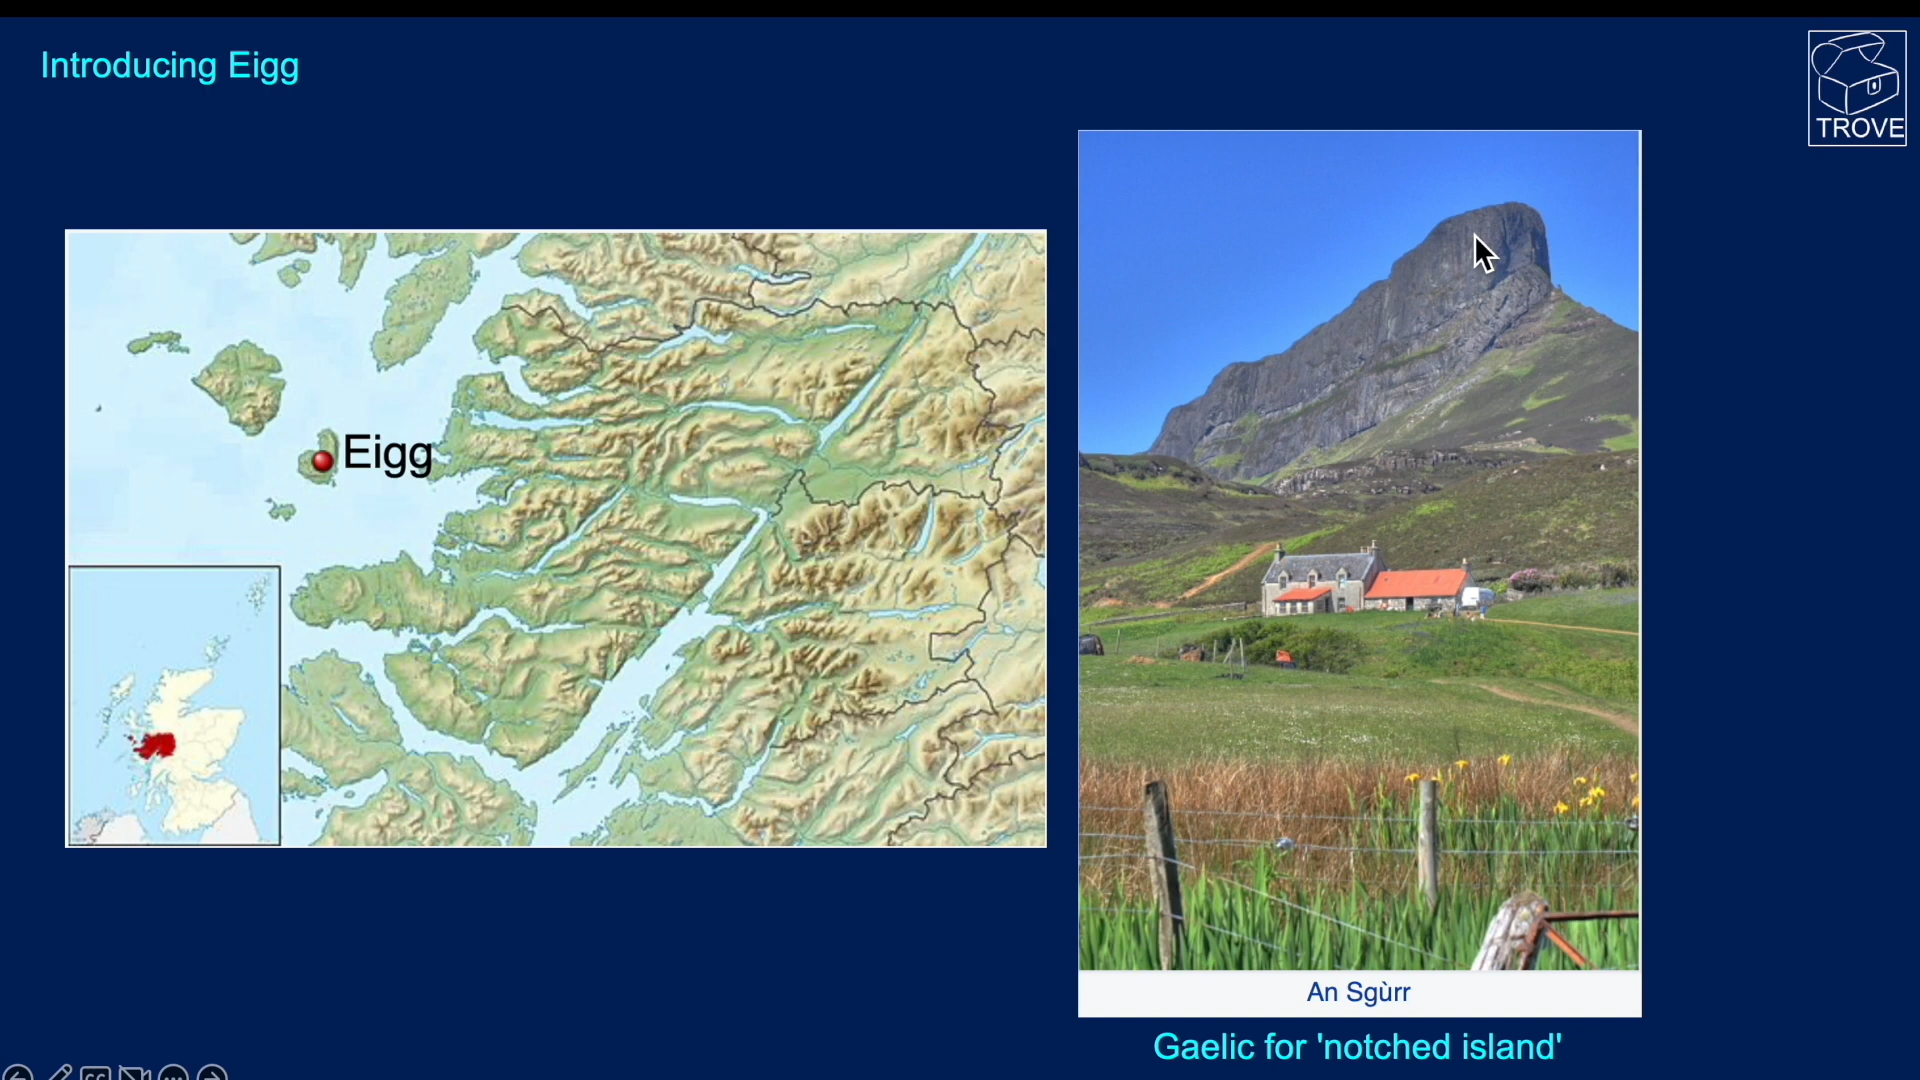 Introducing Eigg
TROVE
Eigg
An Sgùrr
Gaelic for 'notched island'